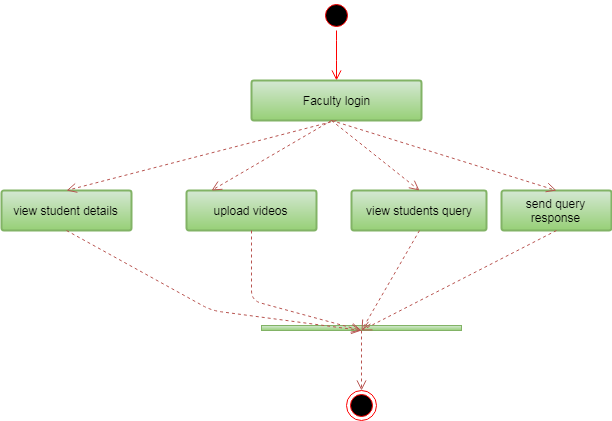 Faculty login
view student details
upload videos
view students query
send query
response